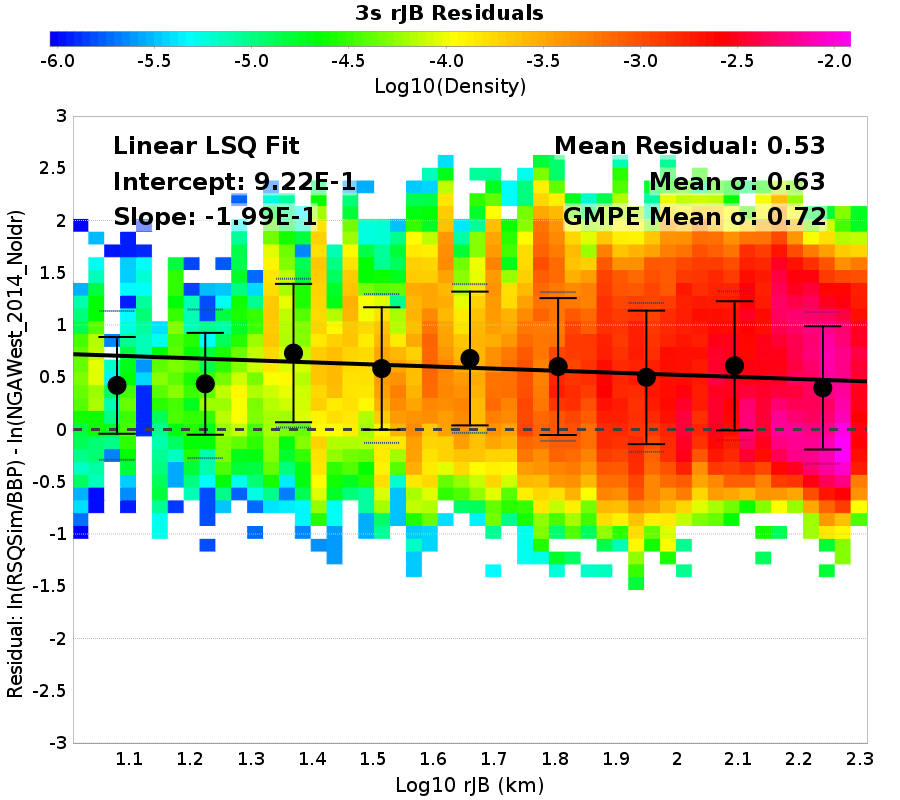 3s rJB Residuals
-6.0 -5.5 -5.0 -4.5 -4.0 -3.5 -3.0 -2.5 -2.0
Log10(Density)
Linear LSQ Fit
Intercept: 9.22E-1
Slope: -1.99E-1
Mean Residual: 0.53
Mean σ: 0.63
GMPE Mean σ: 0.72
Residual: ln(RSQSim/BBP) - ln(NGAWest_2014_NoIdr)
3
2.5
2
1.5
1
0.5
0
-0.5
-1
-1.5
-2
-2.5
-3
1.1 1.2 1.3 1.4 1.5 1.6 1.7 1.8 1.9 2 2.1 2.2 2.3
Log10 rJB (km)